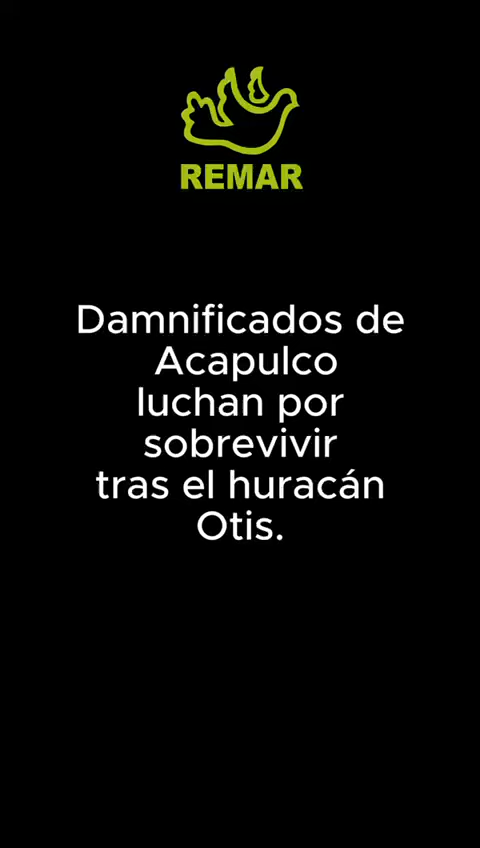 REMAR
Damnificados de
Acapulco
luchan por
sobrevivir
tras el huracán
Otis.